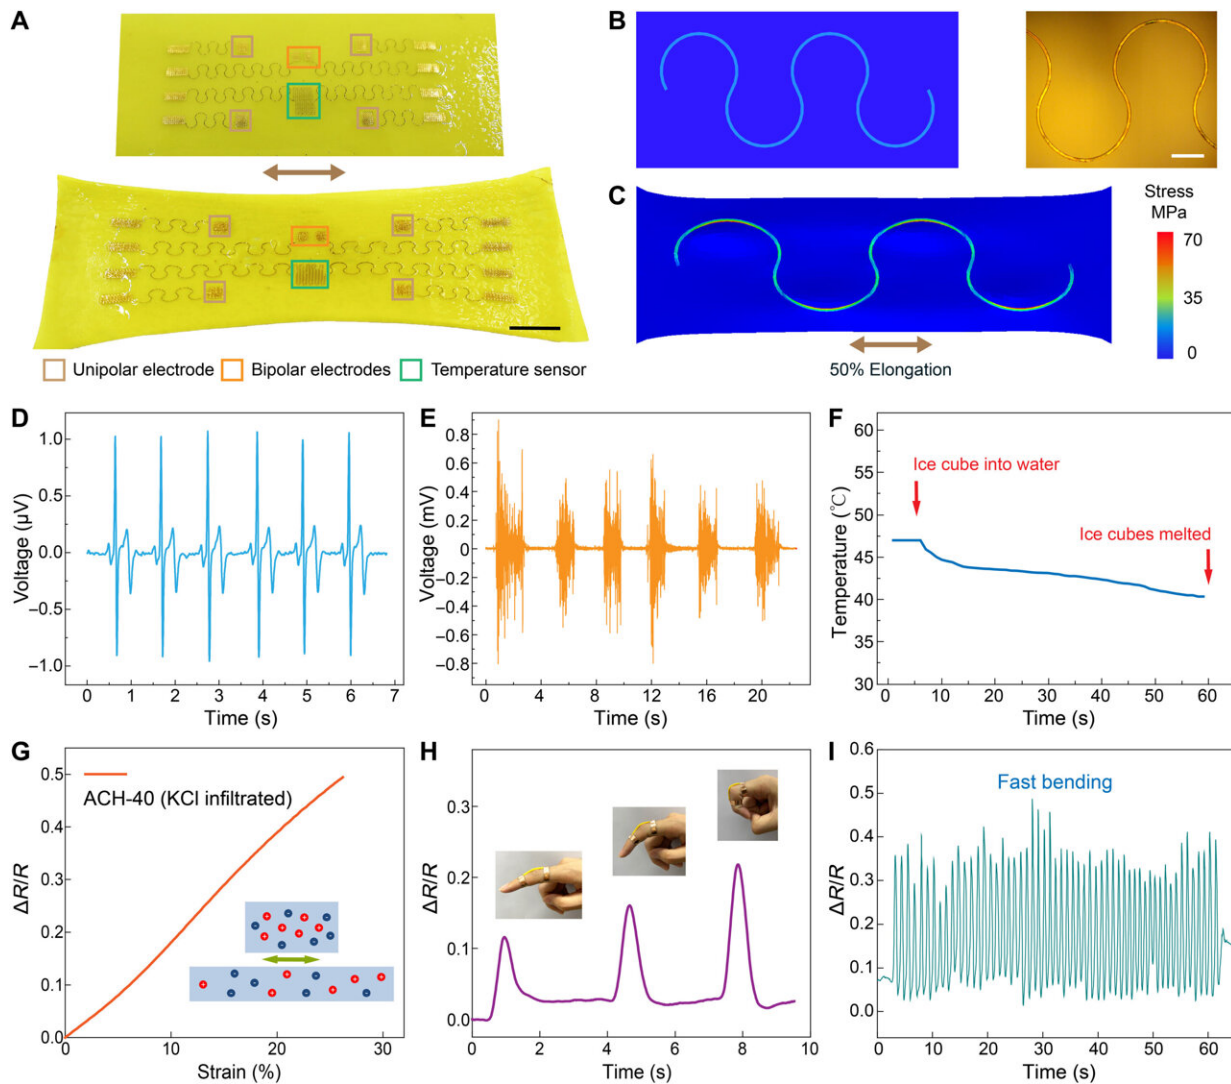 A
Unipolar electrode
Bipolar electrodes
Temperature sensor
B
C
50% Elongation
Stress
MPa
70
35
0
D
Voltage (μV)
1.0
0.5
0.0
–0.5
–1.0
0 1 2 3 4 5 6 7
Time (s)
E
Voltage (mV)
0.8
0.6
0.4
0.2
0
–0.2
–0.4
–0.6
–0.8
0 4 8 12 16 20
Time (s)
F
Temperature (℃)
60
55
50
45
40
35
30
Ice cube into water
Ice cubes melted
0 10 20 30 40 50 60
Time (s)
G
ΔR/R
0.5
0.4
0.3
0.2
0.1
0.0
ACH-40 (KCl infiltrated)
0 10 20 30
Strain (%)
H
ΔR/R
0.3
0.2
0.1
0.0
0 2 4 6 8 10
Time (s)
I
ΔR/R
0.6
0.5
0.4
0.3
0.2
0.1
0.0
Fast bending
0 10 20 30 40 50 60
Time (s)